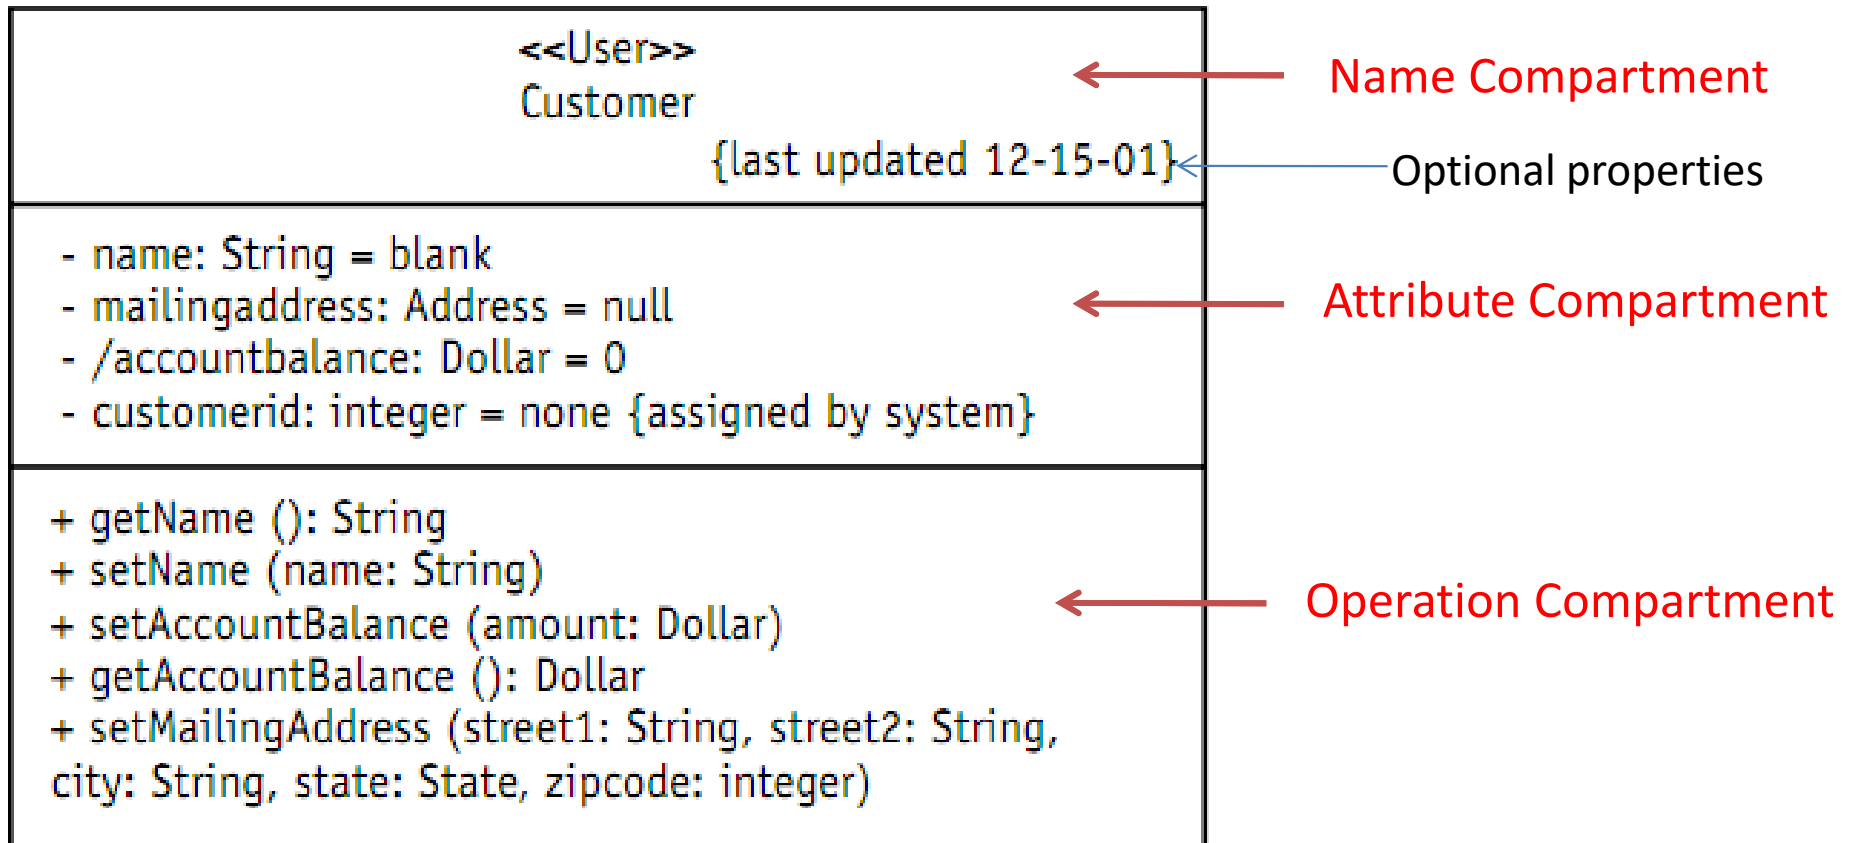 <<User>>
Customer
Name Compartment
{last updated 12-15-01}
Optional properties
- name: String = blank
- mailingaddress: Address = null
- /accountbalance: Dollar = 0
- customerid: integer = none {assigned by system}
Attribute Compartment
+ getName (): String
+ setName (name: String)
+ setAccountBalance (amount: Dollar)
+ getAccountBalance (): Dollar
+ setMailingAddress (street1: String, street2: String,
city: String, state: State, zipcode: integer)
Operation Compartment